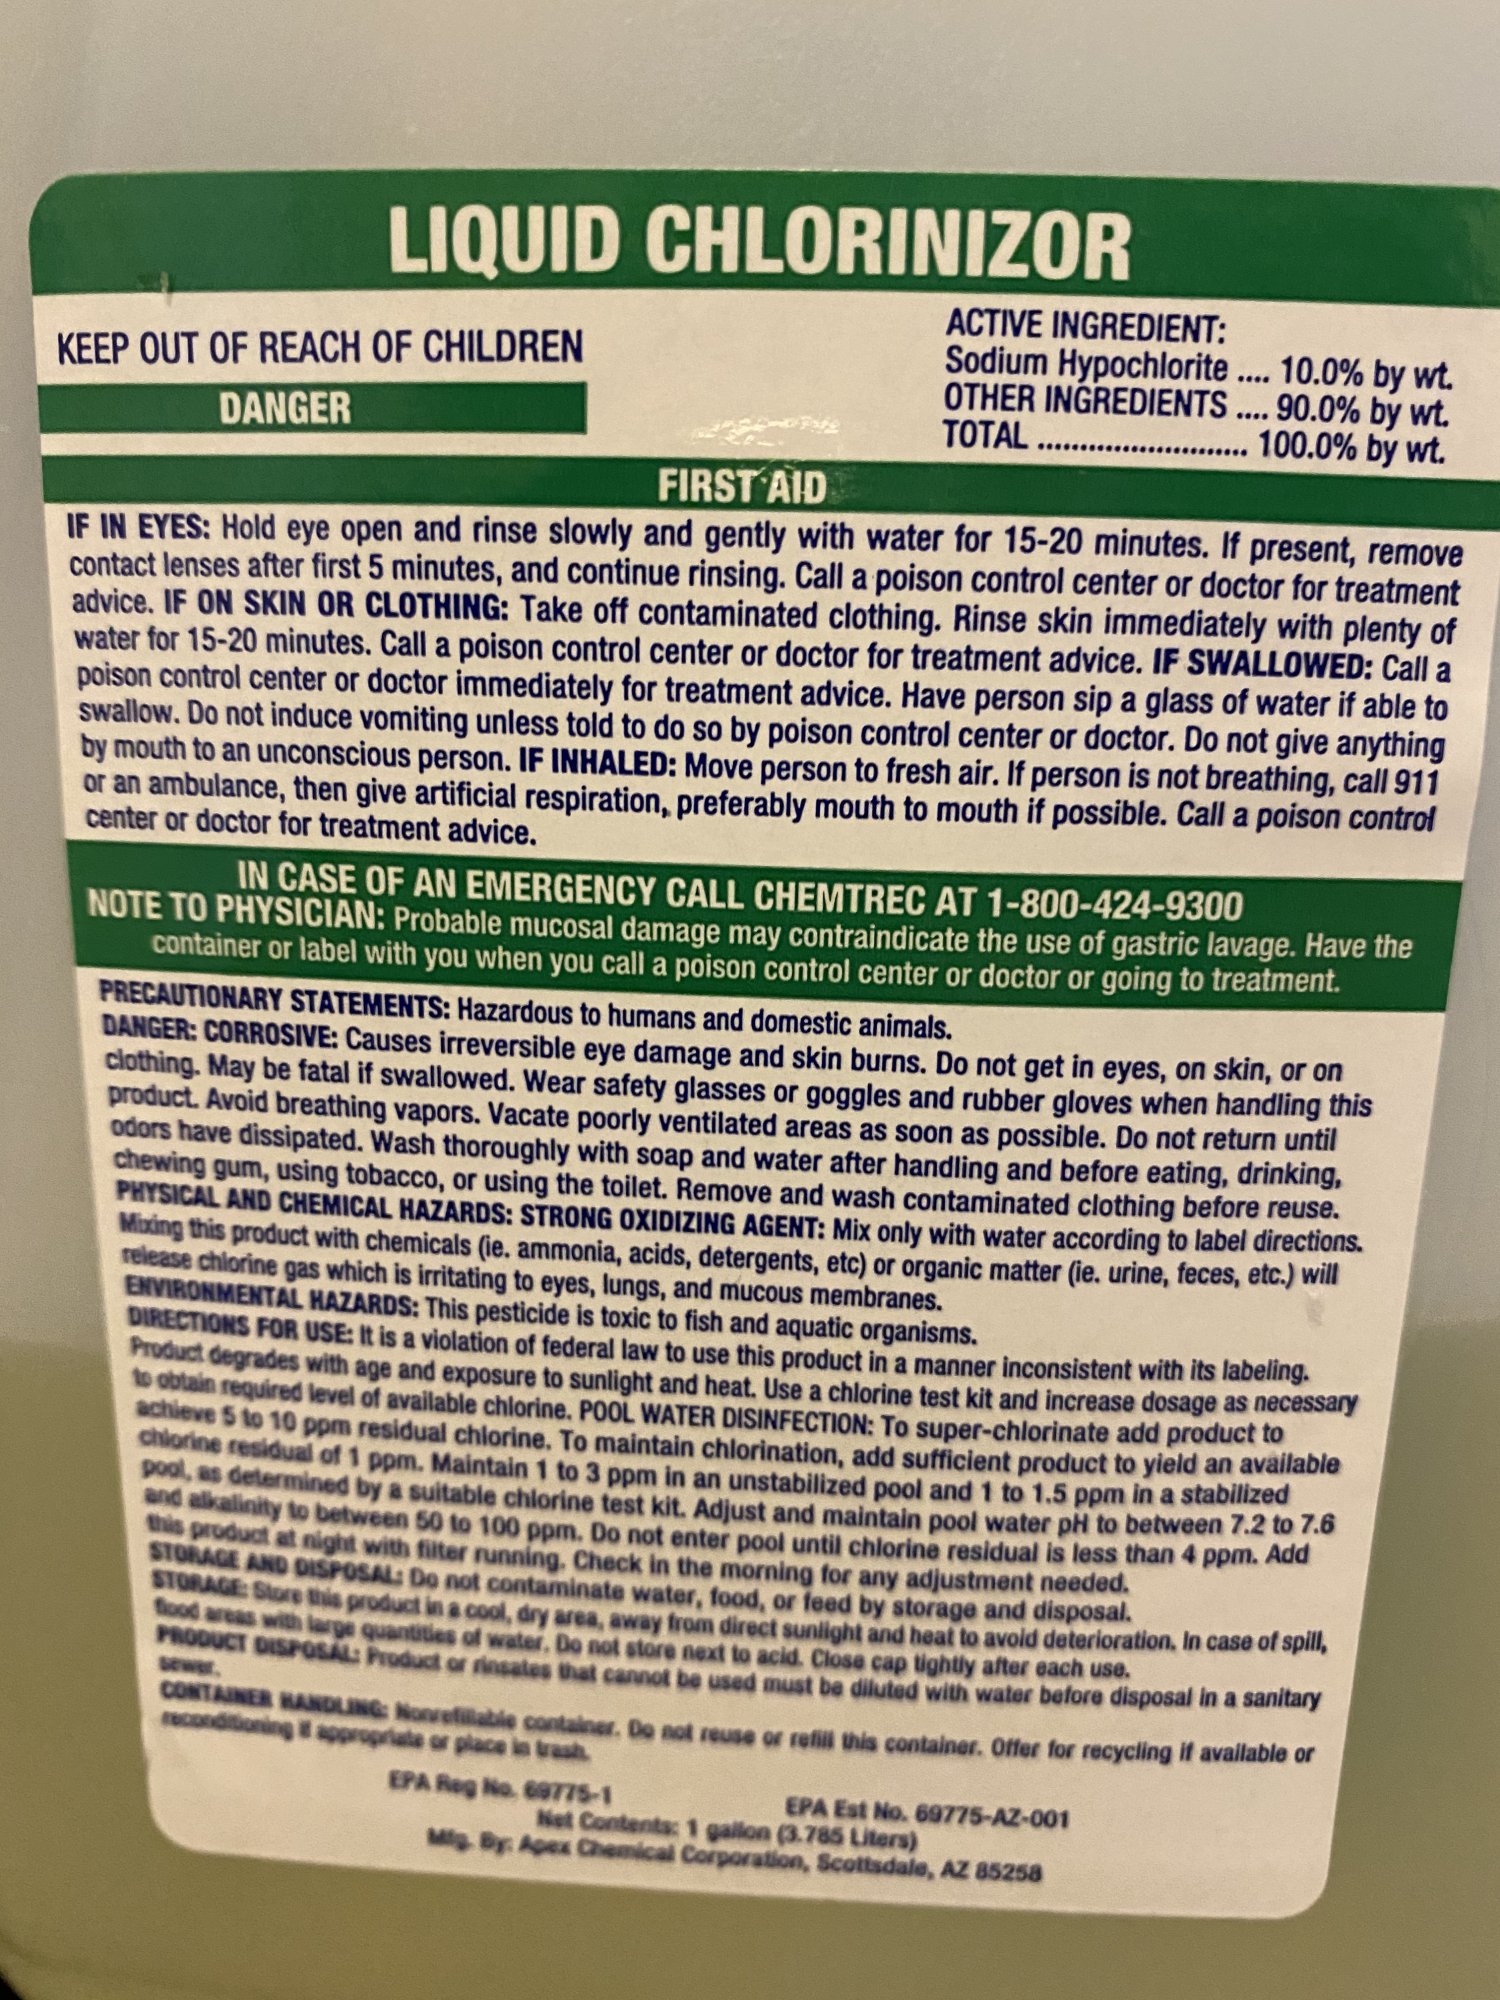 LIQUID CHLORINIZOR
KEEP OUT OF REACH OF CHILDREN
DANGER
ACTIVE INGREDIENT:
Sodium Hypochlorite .... 10.0% by wt.
OTHER INGREDIENTS .... 90.0% by wt.
TOTAL ......................... 100.0% by wt.
FIRST AID
IF IN EYES: Hold eye open and rinse slowly and gently with water for 15-20 minutes. If present, remove
contact lenses after first 5 minutes, and continue rinsing. Call a poison control center or doctor for treatment
advice. IF ON SKIN OR CLOTHING: Take off contaminated clothing. Rinse skin immediately with plenty of
water for 15-20 minutes. Call a poison control center or doctor for treatment advice. IF SWALLOWED: Call a
poison control center or doctor immediately for treatment advice. Have person sip a glass of water if able to
swallow. Do not induce vomiting unless told to do so by poison control center or doctor. Do not give anything
by mouth to an unconscious person. IF INHALED: Move person to fresh air. If person is not breathing, call 911
or an ambulance, then give artificial respiration, preferably mouth to mouth if possible. Call a poison control
center or doctor for treatment advice.
IN CASE OF AN EMERGENCY CALL CHEMTREC AT 1-800-424-9300
NOTE TO PHYSICIAN: Probable mucosal damage may contraindicate the use of gastric lavage. Have the
container or label with you when you call a poison control center or doctor or going to treatment.
PRECAUTIONARY STATEMENTS: Hazardous to humans and domestic animals.
DANGER: CORROSIVE: Causes irreversible eye damage and skin burns. Do not get in eyes, on skin, or on
clothing. May be fatal if swallowed. Wear safety glasses or goggles and rubber gloves when handling this
product. Avoid breathing vapors. Vacate poorly ventilated areas as soon as possible. Do not return until
odors have dissipated. Wash thoroughly with soap and water after handling and before eating, drinking,
chewing gum, using tobacco, or using the toilet. Remove and wash contaminated clothing before reuse.
PHYSICAL AND CHEMICAL HAZARDS: STRONG OXIDIZING AGENT: Mix only with water according to label directions.
Mixing this product with chemicals (ie. ammonia, acids, detergents, etc) or organic matter (ie. urine, feces, etc.) will
release chlorine gas which is irritating to eyes, lungs, and mucous membranes.
ENVIRONMENTAL HAZARDS: This pesticide is toxic to fish and aquatic organisms.
DIRECTIONS FOR USE: It is a violation of federal law to use this product in a manner inconsistent with its labeling.
Product degrades with age and exposure to sunlight and heat. Use a chlorine test kit and increase dosage as necessary
to obtain required level of available chlorine. POOL WATER DISINFECTION: To super-chlorinate add product to
achieve 5 to 10 ppm residual chlorine. To maintain chlorination, add sufficient product to yield an available
chlorine residual of 1 ppm. Maintain 1 to 3 ppm in an unstabilized pool and 1 to 1.5 ppm in a stabilized
pool, as determined by a suitable chlorine test kit. Adjust and maintain pool water pH to between 7.2 to 7.6
and alkalinity to between 50 to 100 ppm. Do not enter pool until chlorine residual is less than 4 ppm. Add
this product at night with filter running. Check in the morning for any adjustment needed.
STORAGE AND DISPOSAL: Do not contaminate water, food, or feed by storage and disposal.
STORAGE: Store this product in a cool, dry area, away from direct sunlight and heat to avoid deterioration. In case of spill,
flood areas with large quantities of water. Do not store next to acid. Close cap tightly after each use.
PRODUCT DISPOSAL: Product or rinsates that cannot be used must be diluted with water before disposal in a sanitary
sewer.
CONTAINER HANDLING: Nonrefillable container. Do not reuse or refill this container. Offer for recycling if available or
reconditioning if appropriate or place in trash.
EPA Reg No. 69775-1
EPA Est No. 69775-AZ-001
Net Contents: 1 gallon (3.785 Liters)
Mfg. By: Apex Chemical Corporation, Scottsdale, AZ 85258